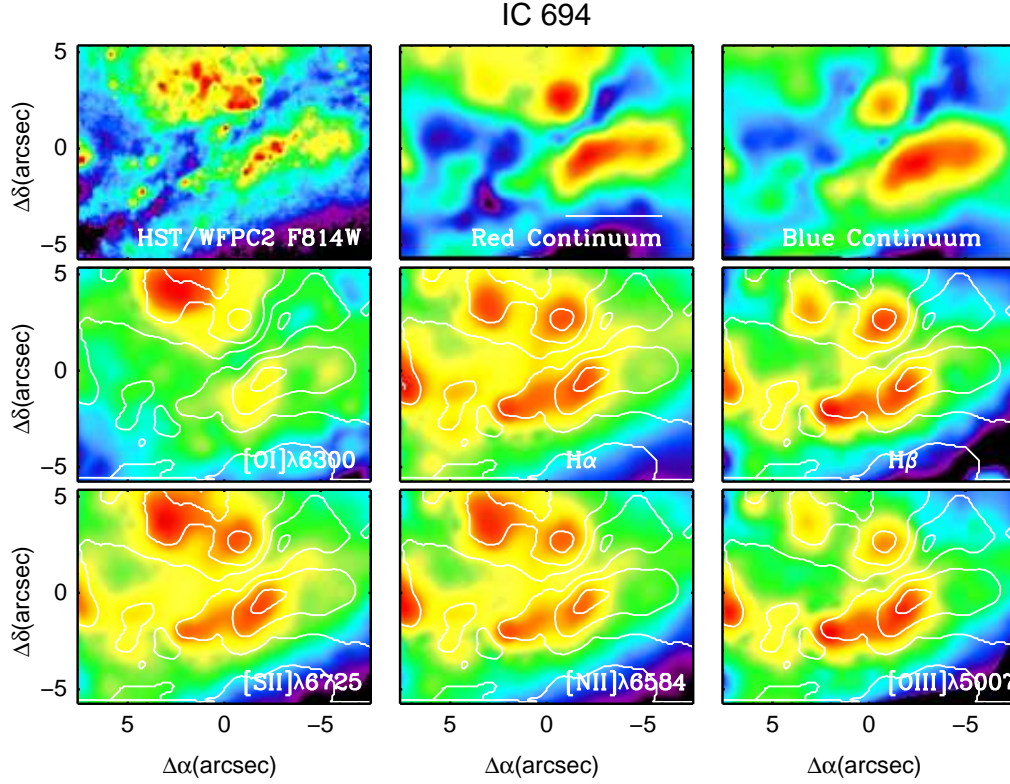 IC 694
5
0
−5
Δδ(arcsec)
HST/WFPC2 F814W
Red Continuum
Blue Continuum
5
0
−5
Δδ(arcsec)
[OI]λ6300
Hα
Hβ
5
0
−5
Δδ(arcsec)
[SII]λ6725
[NII]λ6584
[OIII]λ5007
5 0 −5 5 0 −5 5 0 −5
Δα(arcsec) Δα(arcsec) Δα(arcsec)